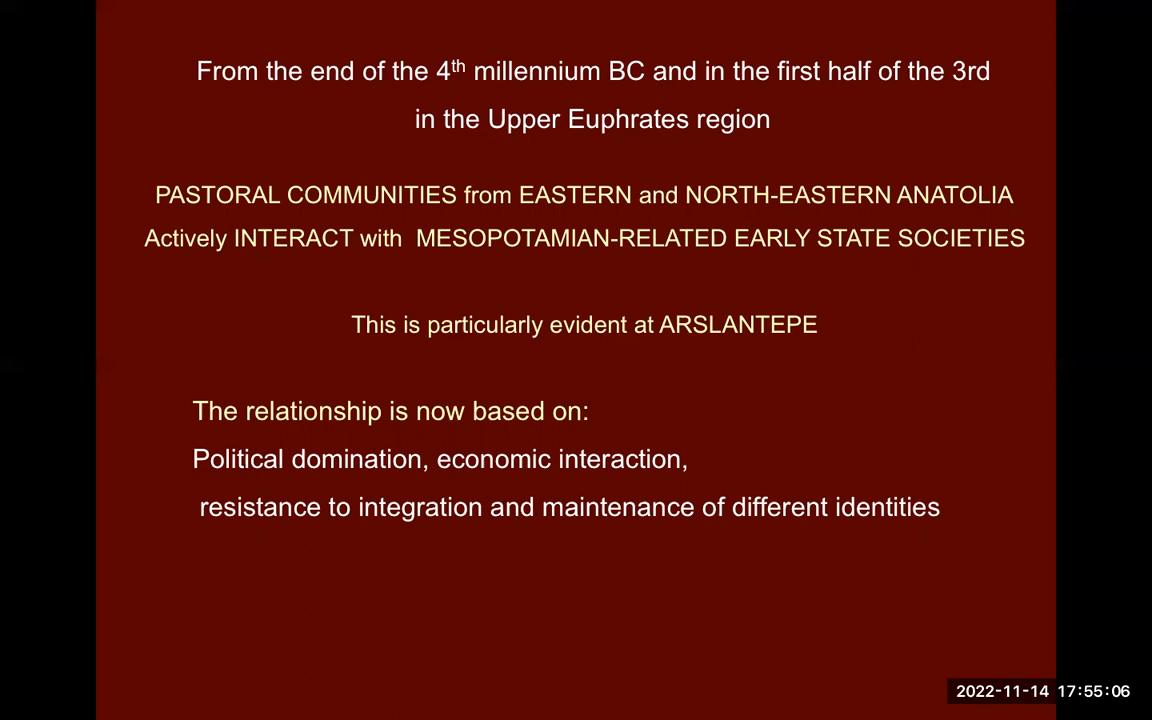 From the end of the 4th millennium BC and in the first half of the 3rd
in the Upper Euphrates region
PASTORAL COMMUNITIES from EASTERN and NORTH-EASTERN ANATOLIA
Actively INTERACT with MESOPOTAMIAN-RELATED EARLY STATE SOCIETIES
This is particularly evident at ARSLANTEPE
The relationship is now based on:
Political domination, economic interaction,
resistance to integration and maintenance of different identities
2022-11-14 17:55:06